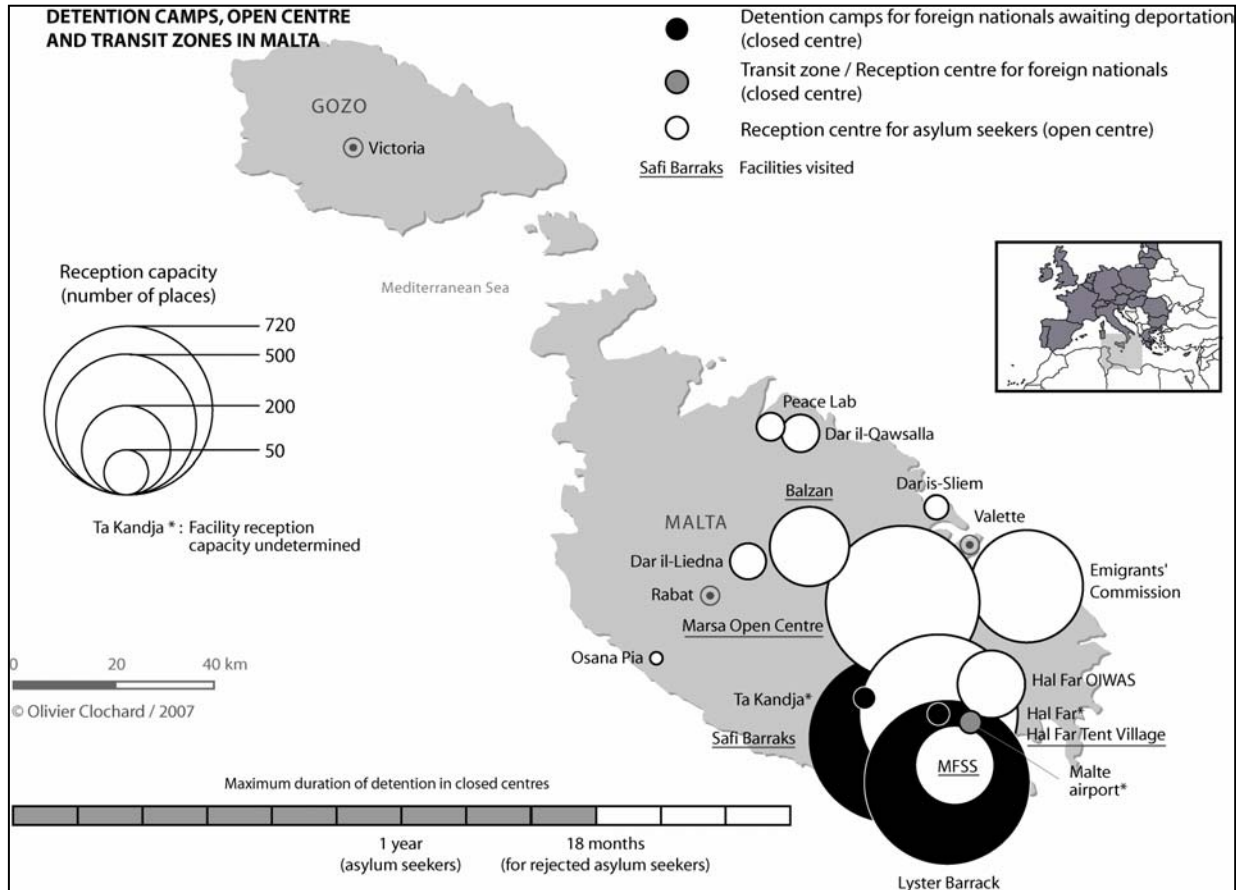 DETENTION CAMPS, OPEN CENTRE
AND TRANSIT ZONES IN MALTA
Detention camps for foreign nationals awaiting deportation
(closed centre)
Transit zone / Reception centre for foreign nationals
(closed centre)
Reception centre for asylum seekers (open centre)
Safi Barraks Facilities visited
GOZO
Victoria
Mediterranean Sea
Reception capacity
(number of places)
720
500
200
50
Ta Kandja * : Facility reception
capacity undetermined
Peace Lab
Dar il-Qawsalla
Dar is-Sliem
Balzan
Valette
MALTA
Dar il-Liedna
Emigrants'
Commission
Rabat
Marsa Open Centre
Osana Pia
Hal Far OIWAS
Ta Kandja*
Hal Far*
Safi Barraks
Hal Far Tent Village
MFSS
Malte
airport*
Lyster Barrack
0 20 40 km
© Olivier Clochard / 2007
Maximum duration of detention in closed centres
1 year
(asylum seekers)
18 months
(for rejected asylum seekers)